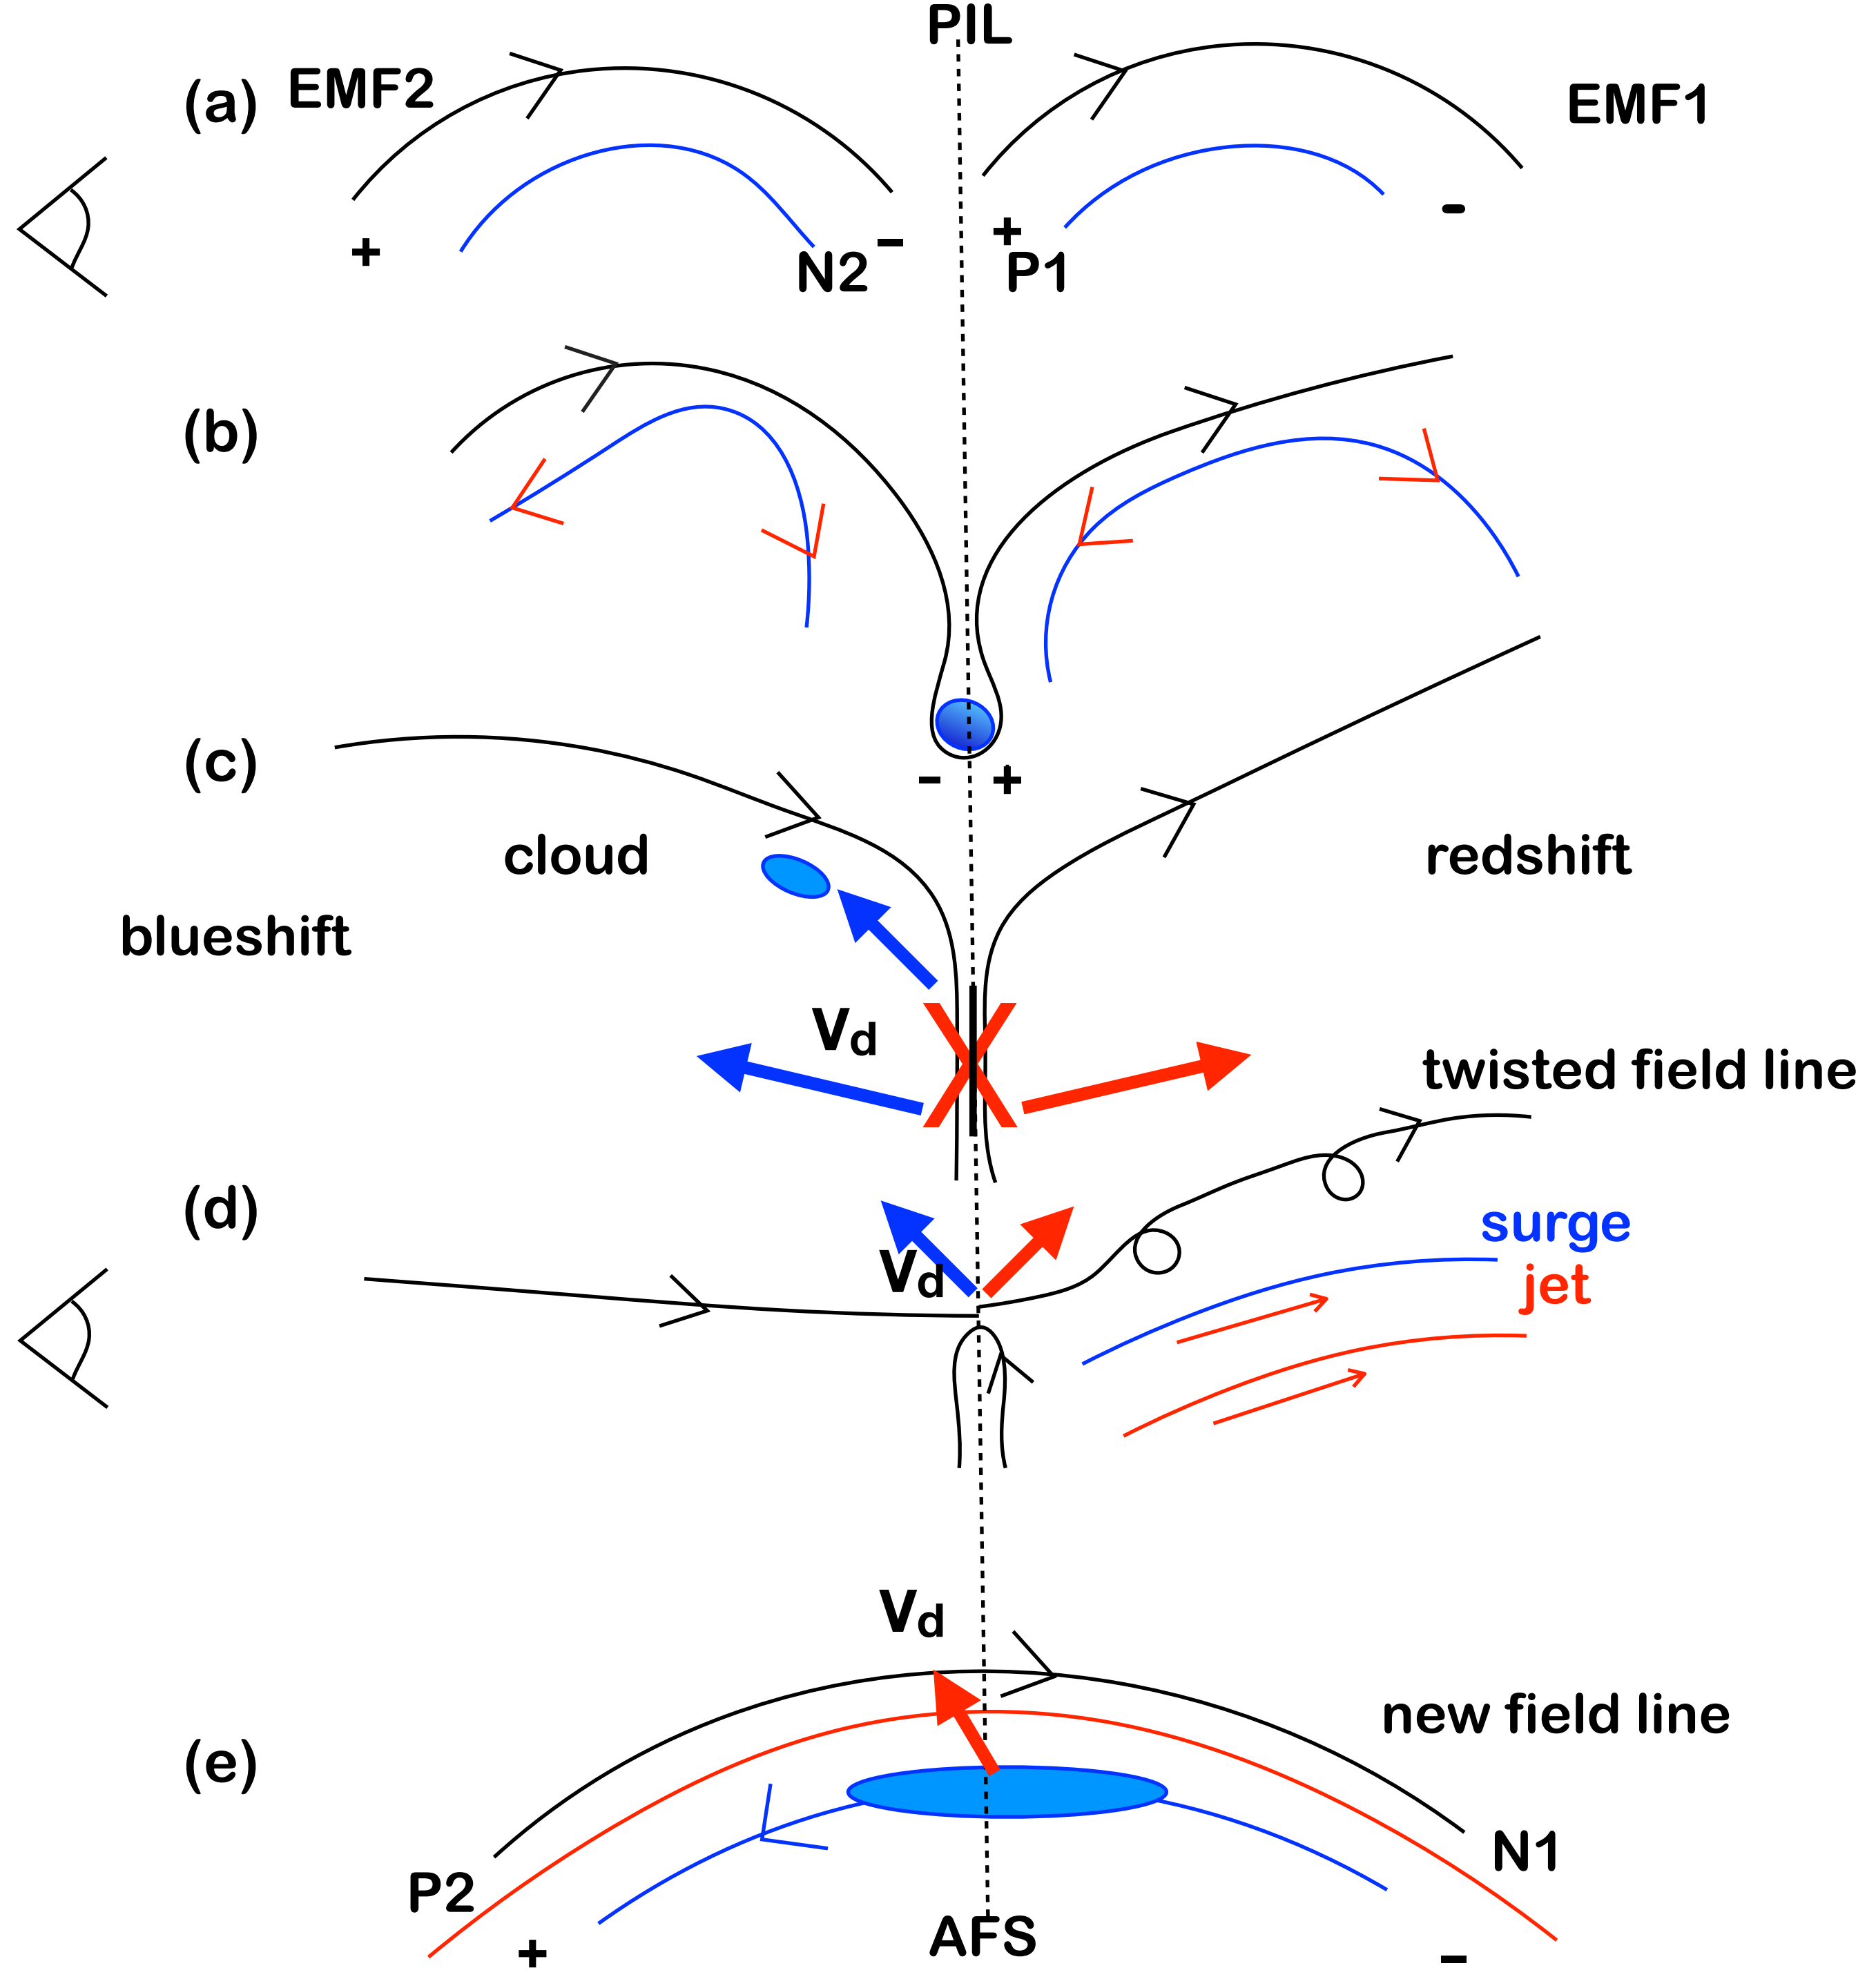 PIL
(a) EMF2
EMF1
+
N2 -
+
P1
-
(b)
(c)
- +
cloud
redshift
blueshift
Vd
twisted field line
(d)
surge
Vd
jet
Vd
new field line
(e)
N1
P2
AFS
+
-